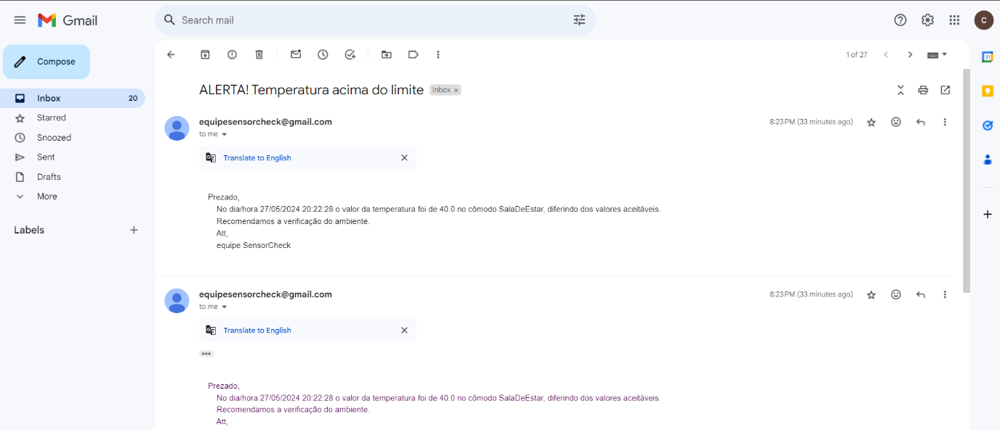 Gmail
Search mail
C
Compose
1 of 27
31
ALERTA! Temperatura acima do limite
Inbox ×
Inbox 20
Starred
Snoozed
Sent
Drafts
More
Labels
equipesensorcheck@gmail.com
8:23 PM (33 minutes ago)
to me
Translate to English
Prezado,
No dia/hora 27/05/2024 20:22:28 o valor da temperatura foi de 40.0 no cômodo SalaDeEstar, diferindo dos valores aceitáveis.
Recomendamos a verificação do ambiente.
Att,
equipe SensorCheck
equipesensorcheck@gmail.com
8:23 PM (33 minutes ago)
to me
Translate to English
Prezado,
No dia/hora 27/05/2024 20:22:28 o valor da temperatura foi de 40.0 no cômodo SalaDeEstar, diferindo dos valores aceitáveis.
Recomendamos a verificação do ambiente.
Att,